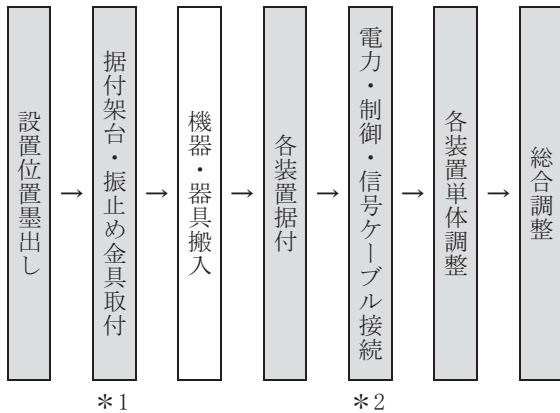 設置位置墨出し
→
据付架台・振止め金具取付
→
機器・器具搬入
→
各装置据付
→
電力・制御・信号ケーブル接続
→
各装置単体調整
→
総合調整
*1
*2